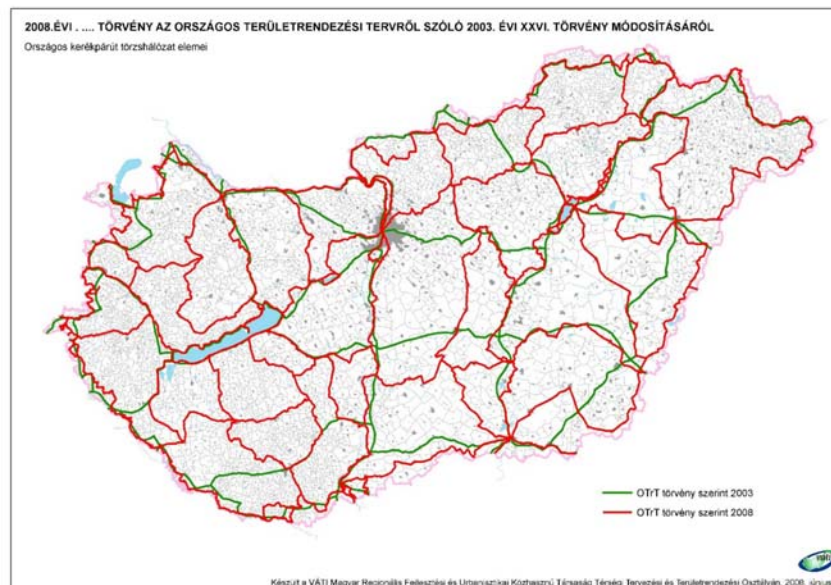 2008.ÉVI . .... TÖRVÉNY AZ ORSZÁGOS TERÜLETRENDEZÉSI TERVRŐL SZÓLÓ 2003. ÉVI XXVI. TÖRVÉNY MÓDOSÍTÁSÁRÓL
Országos kerékpárút törzshálózat elemei
OTrT törvény szerint 2003
OTrT törvény szerint 2008
VÁTI
Készült a VÁTI Magyar Regionális Fejlesztési és Urbanisztikai Közhasznú Társaság Térségi Tervezési és Területrendezési Osztályán, 2008.